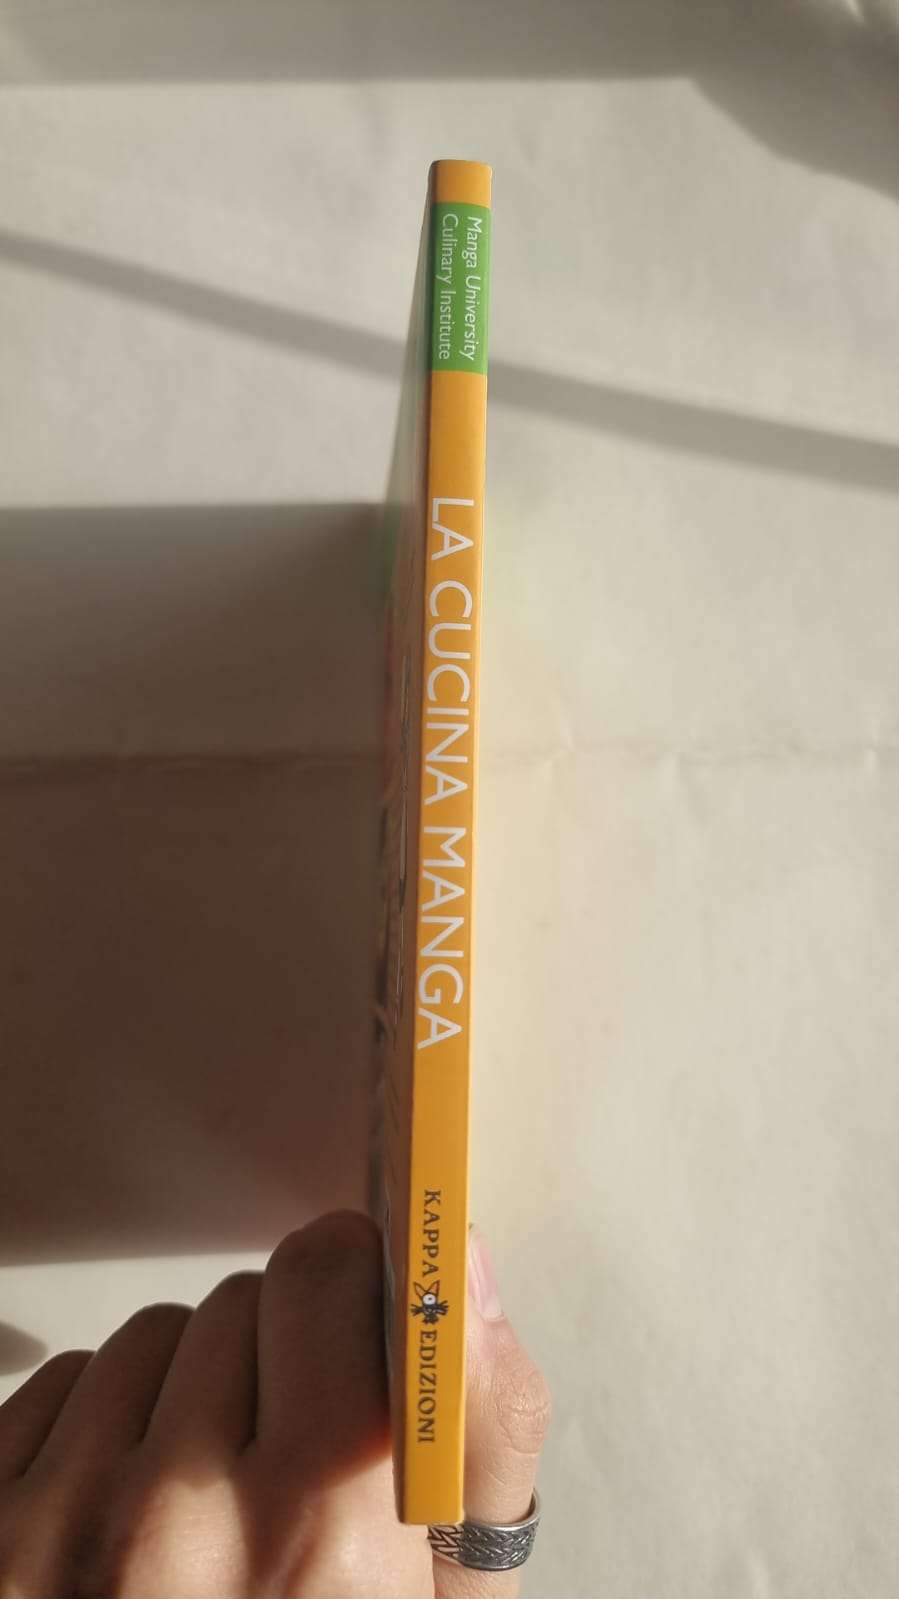 Manga University
Culinary Institute
LA CUCINA MANGA
KAPPA EDIZIONI